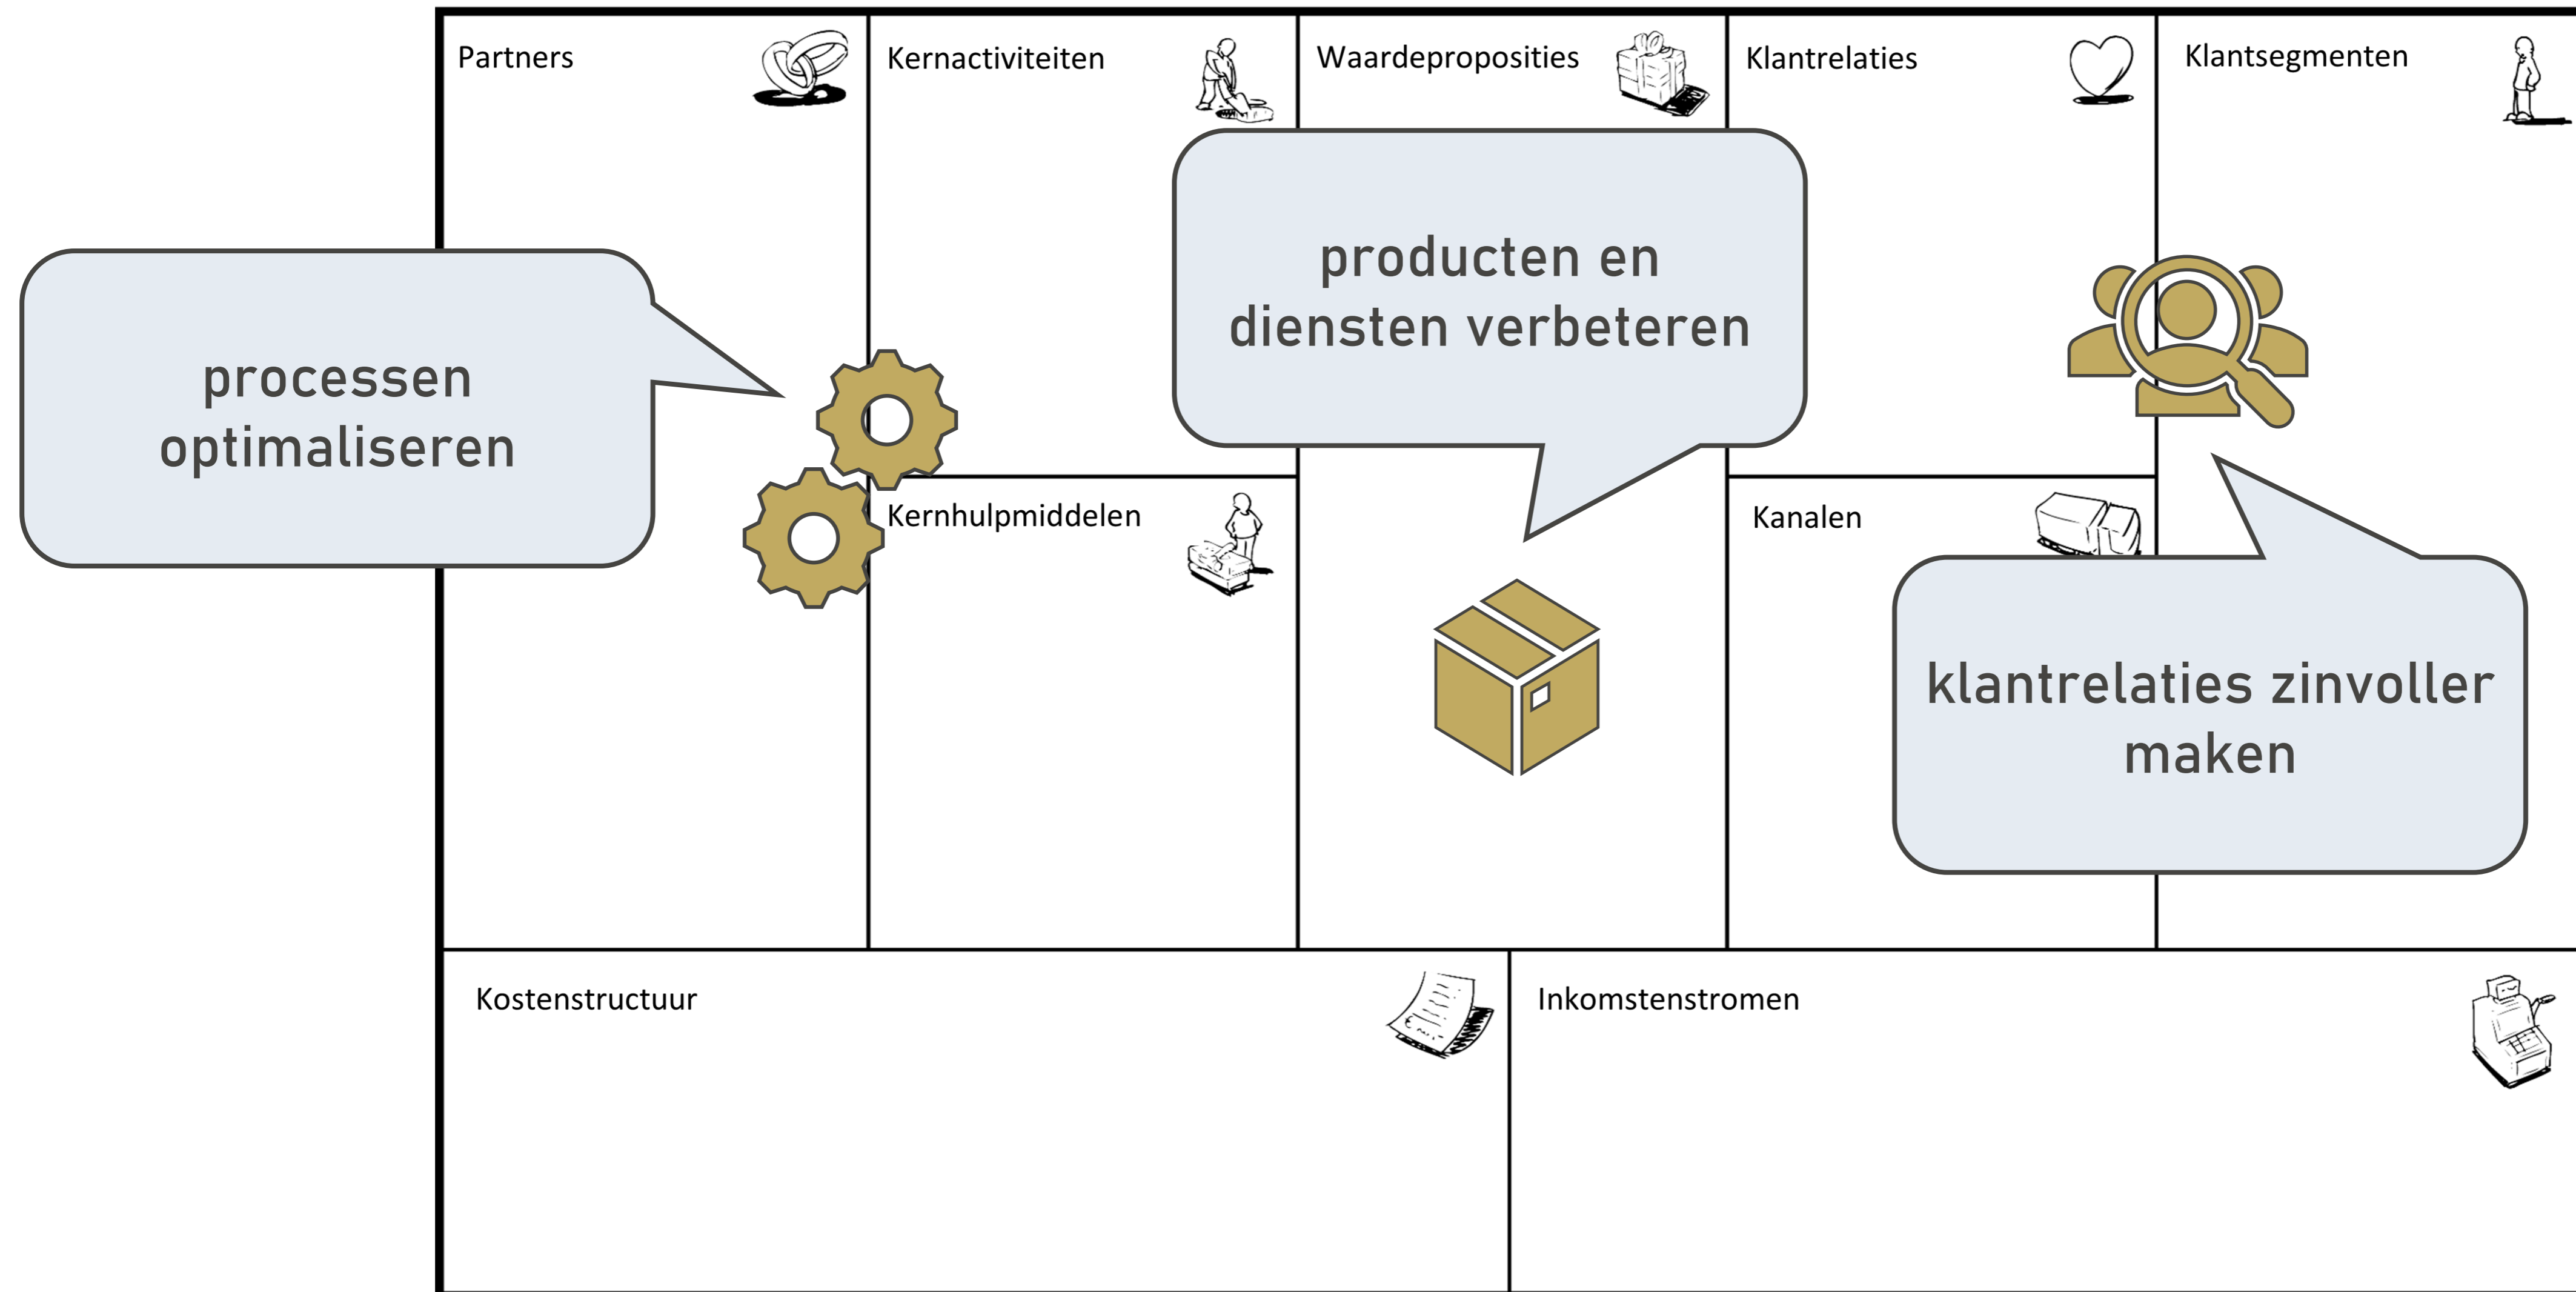 Partners
Kernactiviteiten
Waardeproposities
Klantrelaties
Klantsegmenten
processen
optimaliseren
producten en
diensten verbeteren
Kernhulpmiddelen
Kanalen
klantrelaties zinvoller
maken
Kostenstructuur
Inkomstenstromen